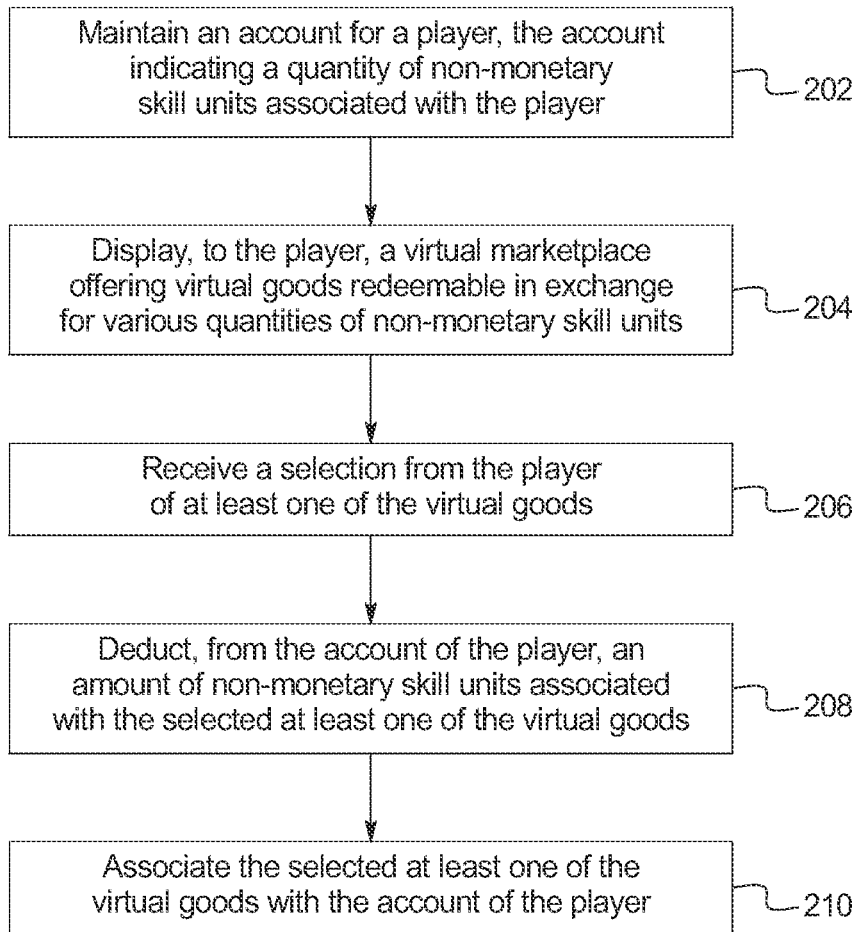 Maintain an account for a player, the account
indicating a quantity of non-monetary
skill units associated with the player
202
Display, to the player, a virtual marketplace
offering virtual goods redeemable in exchange
for various quantities of non-monetary skill units
204
Receive a selection from the player
of at least one of the virtual goods
206
Deduct, from the account of the player, an
amount of non-monetary skill units associated
with the selected at least one of the virtual goods
208
Associate the selected at least one of the
virtual goods with the account of the player
210